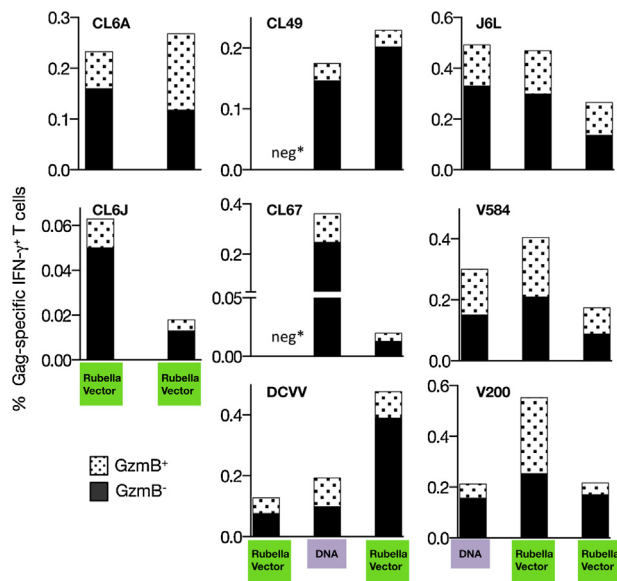 CL6A
0.3
0.2
0.1
0.0
CL49
0.2
0.1
0.0
neg*
J6L
0.6
0.4
0.2
0.0
% Gag-specific IFN-γ⁺ T cells
CL6J
0.06
0.04
0.02
0.00
Rubella
Vector
Rubella
Vector
CL67
0.4
0.2
0.05
0.00
neg*
V584
0.4
0.2
0.0
DCVV
0.4
0.2
0.0
Rubella
Vector
DNA
Rubella
Vector
V200
0.6
0.4
0.2
0.0
DNA
Rubella
Vector
Rubella
Vector
GzmB⁺
GzmB⁻